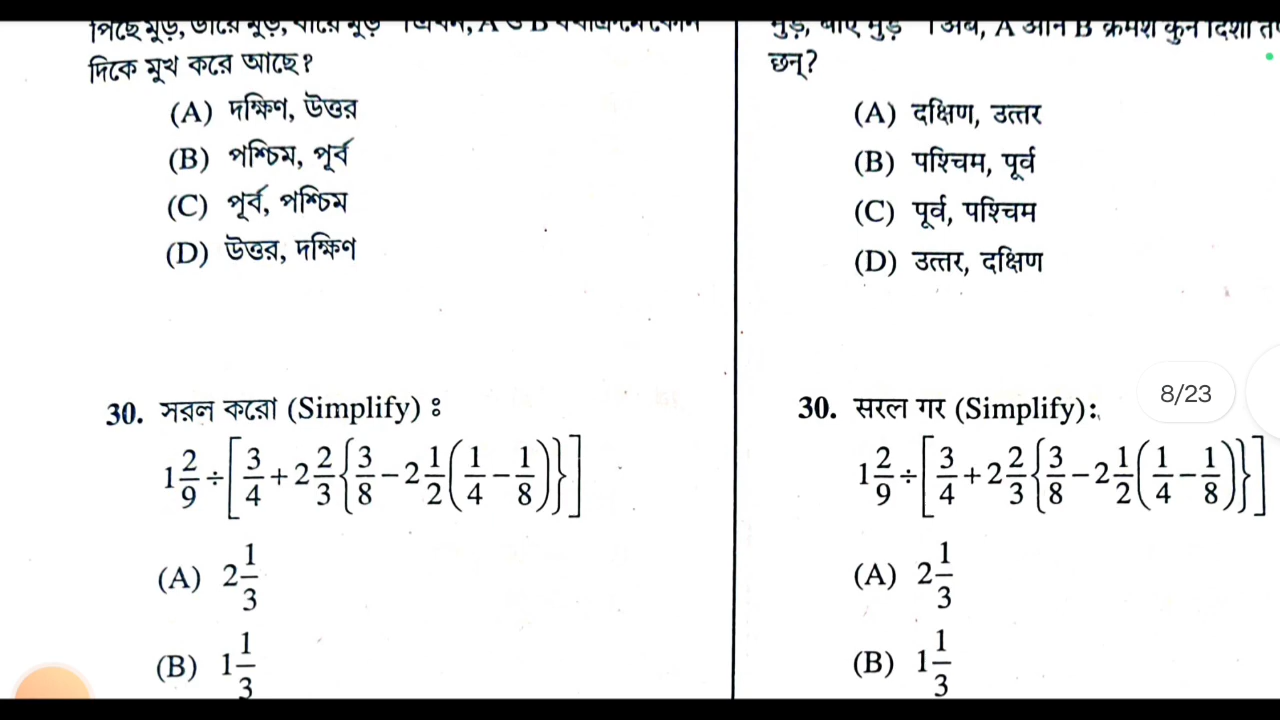 দিকে মুখ করে আছে?
(A) দক্ষিণ, উত্তর
(B) পশ্চিম, পূর্ব
(C) পূর্ব, পশ্চিম
(D) উত্তর, দক্ষিণ
30. সরল করো (Simplify) ঃ
1 2/9 ÷ [3/4 + 2 2/3 {3/8 − 2 1/2 (1/4 − 1/8)}]
(A) 2 1/3
(B) 1 1/3
मुड़, बाएँ मुड़ । अब, A आनि B क्रमश कुन दिशा
छन्?
(A) दक्षिण, उत्तर
(B) पश्चिम, पूर्व
(C) पूर्व, पश्चिम
(D) उत्तर, दक्षिण
8/23
30. सरल गर (Simplify):
1 2/9 ÷ [3/4 + 2 2/3 {3/8 − 2 1/2 (1/4 − 1/8)}]
(A) 2 1/3
(B) 1 1/3